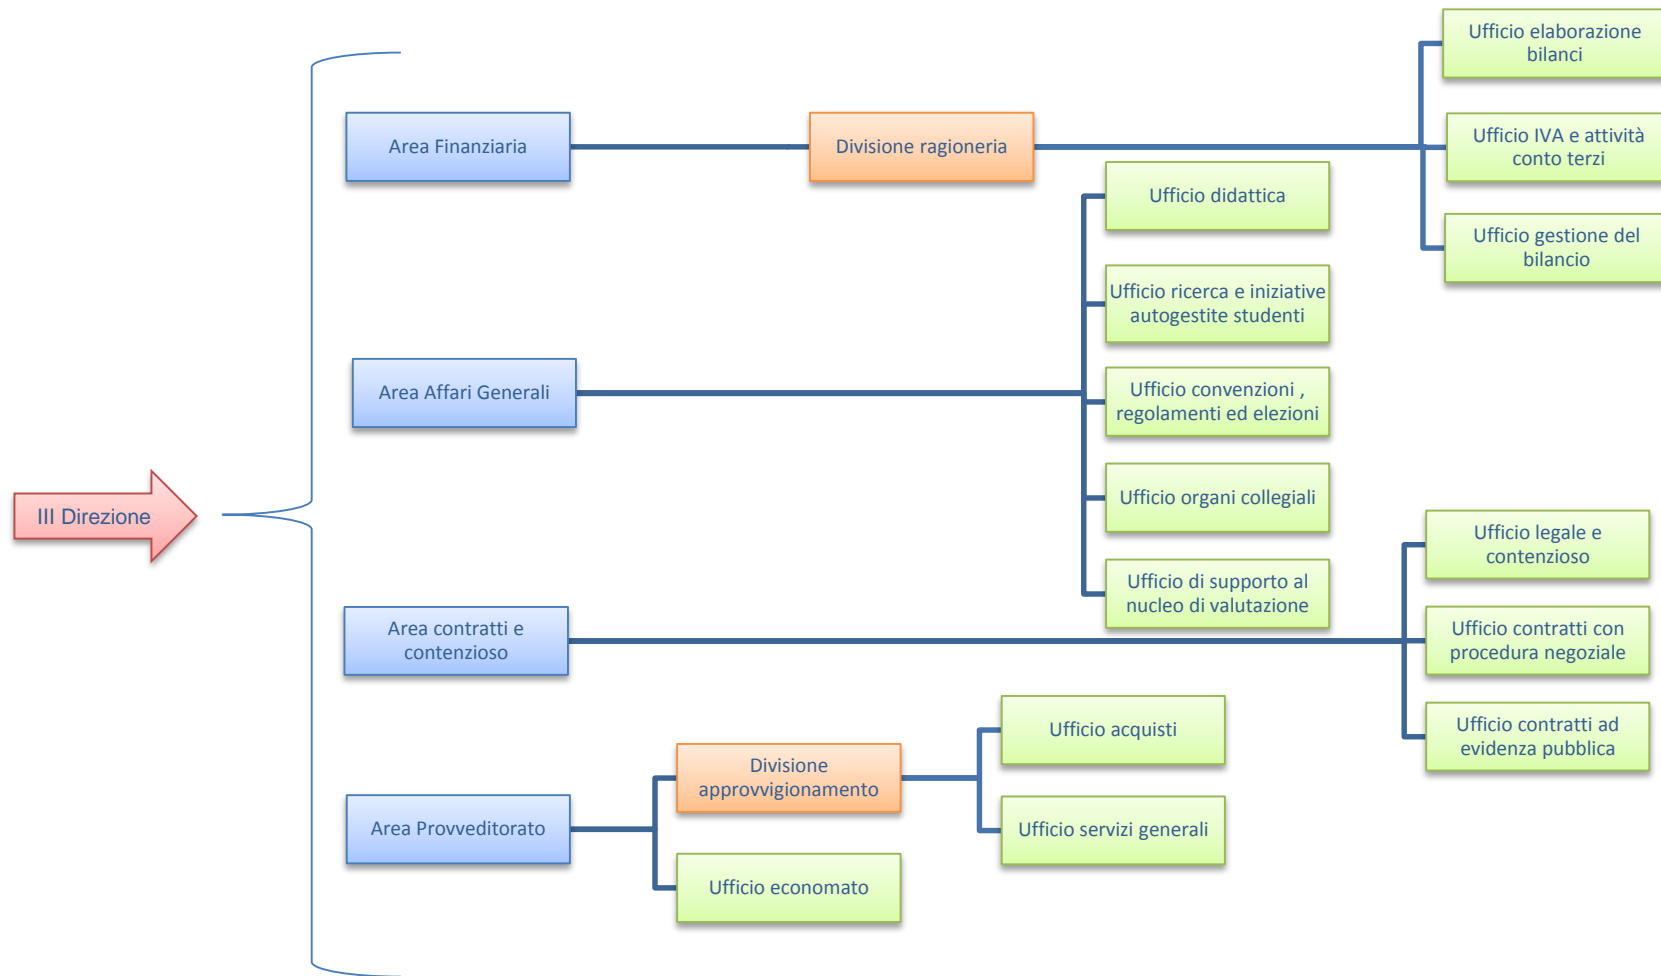 III Direzione
Area Finanziaria
Divisione ragioneria
Ufficio elaborazione
bilanci
Ufficio IVA e attività
conto terzi
Ufficio gestione del
bilancio
Area Affari Generali
Ufficio didattica
Ufficio ricerca e iniziative
autogestite studenti
Ufficio convenzioni ,
regolamenti ed elezioni
Ufficio organi collegiali
Ufficio di supporto al
nucleo di valutazione
Area contratti e
contenzioso
Ufficio legale e
contenzioso
Ufficio contratti con
procedura negoziale
Ufficio contratti ad
evidenza pubblica
Area Provveditorato
Divisione
approvvigionamento
Ufficio acquisti
Ufficio servizi generali
Ufficio economato